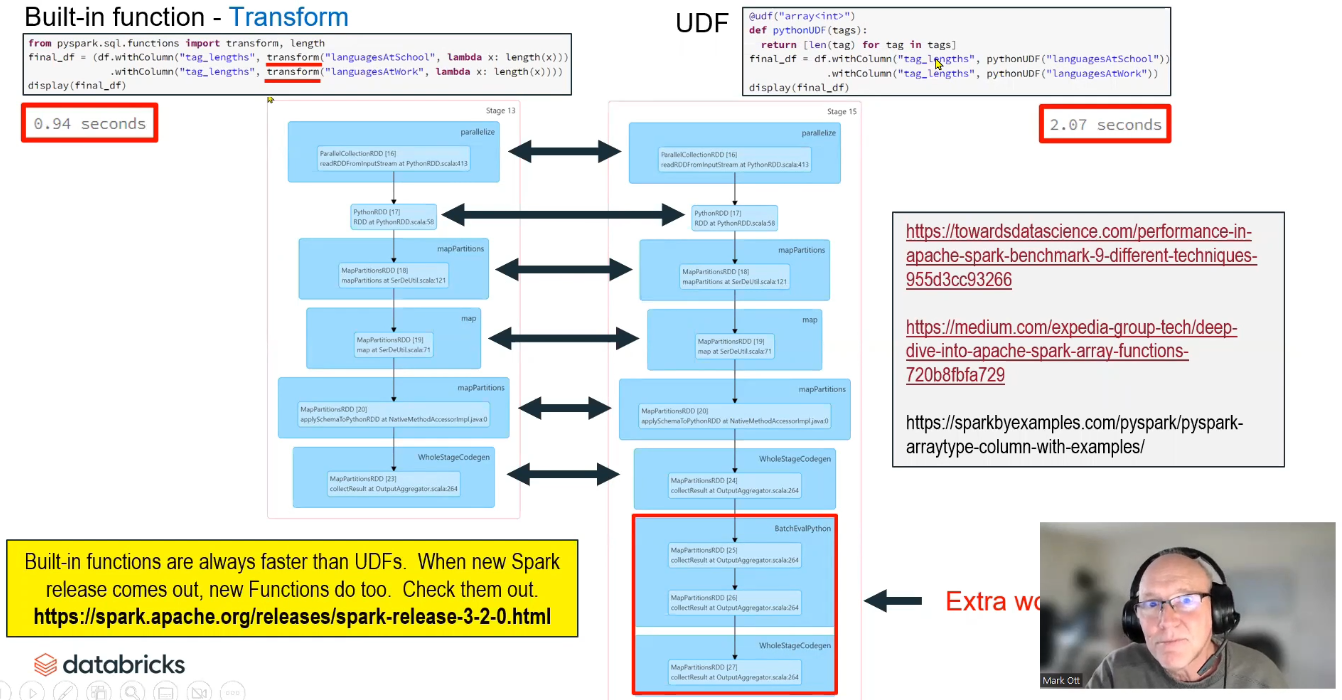 Built-in function - Transform
from pyspark.sql.functions import transform, length
final_df = (df.withColumn("tag_lengths", transform("languagesAtSchool", lambda x: length(x)))
.withColumn("tag_lengths", transform("languagesAtWork", lambda x: length(x))))
display(final_df)
0.94 seconds
UDF
@udf("array<int>")
def pythonUDF(tags):
return [len(tag) for tag in tags]
final_df = df.withColumn("tag_lengths", pythonUDF("languagesAtSchool"))
.withColumn("tag_lengths", pythonUDF("languagesAtWork"))
display(final_df)
2.07 seconds
Stage 13
parallelize
ParallelCollectionRDD [16]
readRDDFromInputStream at PythonRDD.scala:413
PythonRDD [17]
RDD at PythonRDD.scala:58
mapPartitions
MapPartitionsRDD [18]
mapPartitions at SerDeUtil.scala:121
map
MapPartitionsRDD [19]
map at SerDeUtil.scala:71
mapPartitions
MapPartitionsRDD [20]
applySchemaToPythonRDD at NativeMethodAccessorImpl.java:0
WholeStageCodegen
MapPartitionsRDD [23]
collectResult at OutputAggregator.scala:264
Stage 15
parallelize
ParallelCollectionRDD [16]
readRDDFromInputStream at PythonRDD.scala:413
PythonRDD [17]
RDD at PythonRDD.scala:58
mapPartitions
MapPartitionsRDD [18]
mapPartitions at SerDeUtil.scala:121
map
MapPartitionsRDD [19]
map at SerDeUtil.scala:71
mapPartitions
MapPartitionsRDD [20]
applySchemaToPythonRDD at NativeMethodAccessorImpl.java:0
WholeStageCodegen
MapPartitionsRDD [24]
collectResult at OutputAggregator.scala:264
BatchEvalPython
MapPartitionsRDD [25]
collectResult at OutputAggregator.scala:264
MapPartitionsRDD [26]
collectResult at OutputAggregator.scala:264
WholeStageCodegen
MapPartitionsRDD [27]
collectResult at OutputAggregator.scala:264
https://towardsdatascience.com/performance-in-
apache-spark-benchmark-9-different-techniques-
955d3cc93266
https://medium.com/expedia-group-tech/deep-
dive-into-apache-spark-array-functions-
720b8fbfa729
https://sparkbyexamples.com/pyspark/pyspark-
arraytype-column-with-examples/
Extra
Built-in functions are always faster than UDFs. When new Spark
release comes out, new Functions do too. Check them out.
https://spark.apache.org/releases/spark-release-3-2-0.html
databricks
Mark Ott